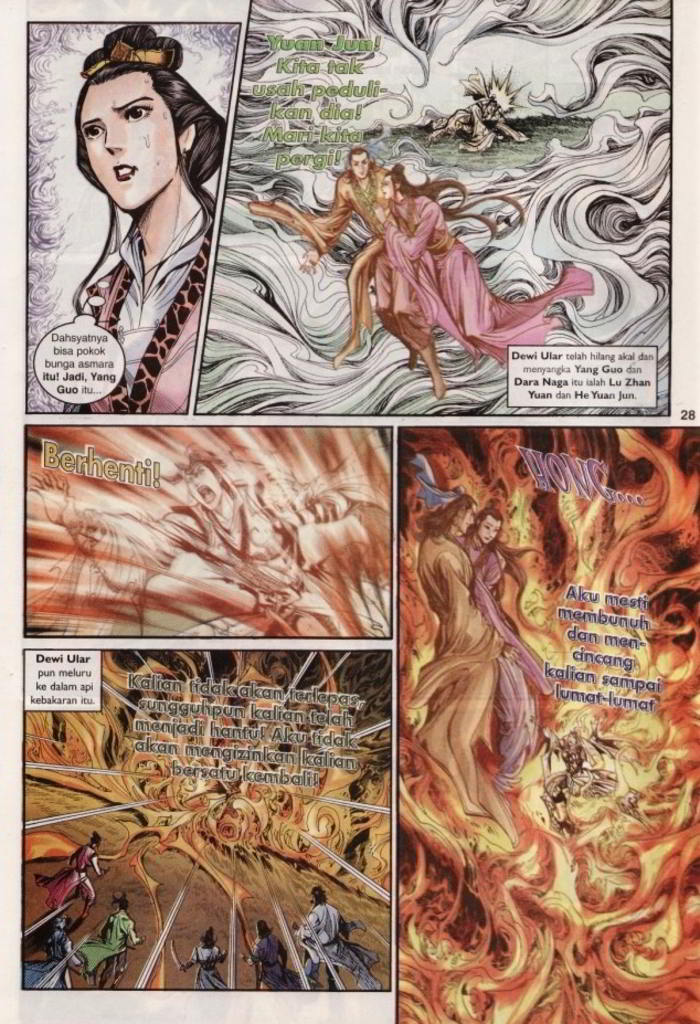 Dahsyatnya
bisa pokok
bunga asmara
itu! Jadi, Yang
Guo itu...
Yuan Jun!
Kita tak
usah peduli-
kan dia!
Mari kita
pergi!
Dewi Ular telah hilang akal dan
menyangka Yang Guo dan
Dara Naga itu ialah Lu Zhan
Yuan dan He Yuan Jun.
28
Berhenti!
HONG....
Aku mesti
membunuh
dan men-
cincang
kalian sampai
lumat-lumat
Dewi Ular
pun meluru
ke dalam api
kebakaran itu.
Kalian tidak akan terlepas,
sungguhpun kalian telah
menjadi hantu! Aku tidak
akan mengizinkan kalian
bersatu kembali!